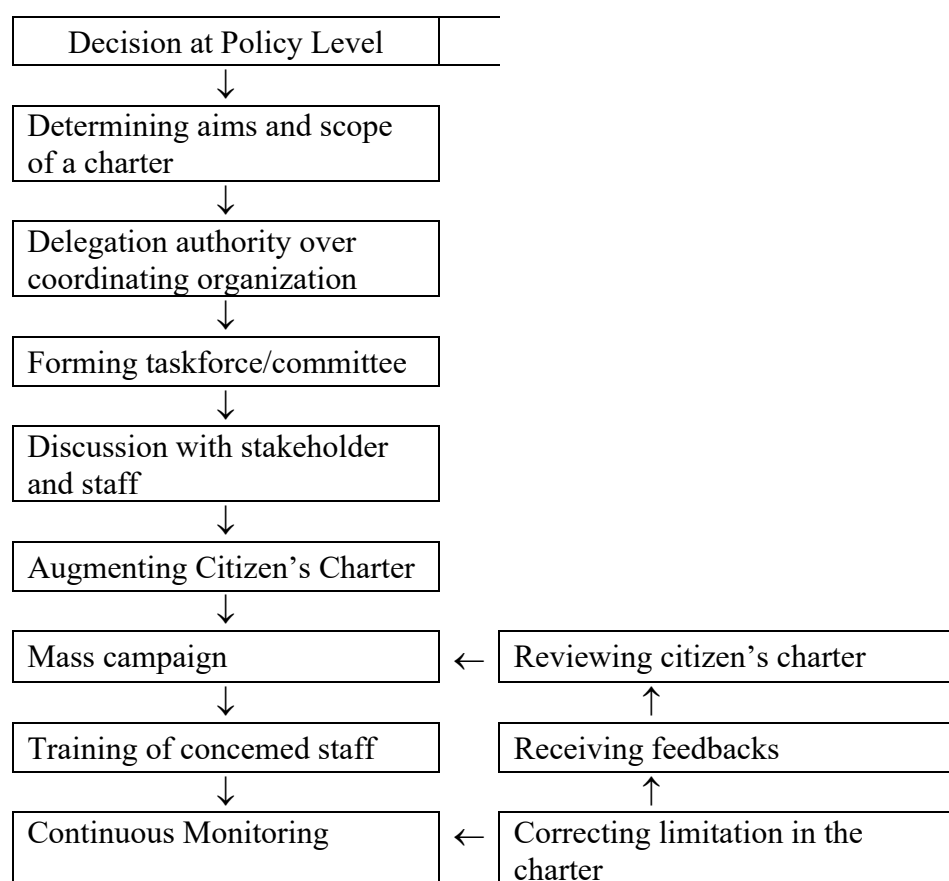 Decision at Policy Level
↓
Determining aims and scope
of a charter
↓
Delegation authority over
coordinating organization
↓
Forming taskforce/committee
↓
Discussion with stakeholder
and staff
↓
Augmenting Citizen’s Charter
↓
Mass campaign ← Reviewing citizen’s charter
↓ ↑
Training of concemed staff Receiving feedbacks
↓ ↑
Continuous Monitoring ← Correcting limitation in the
charter